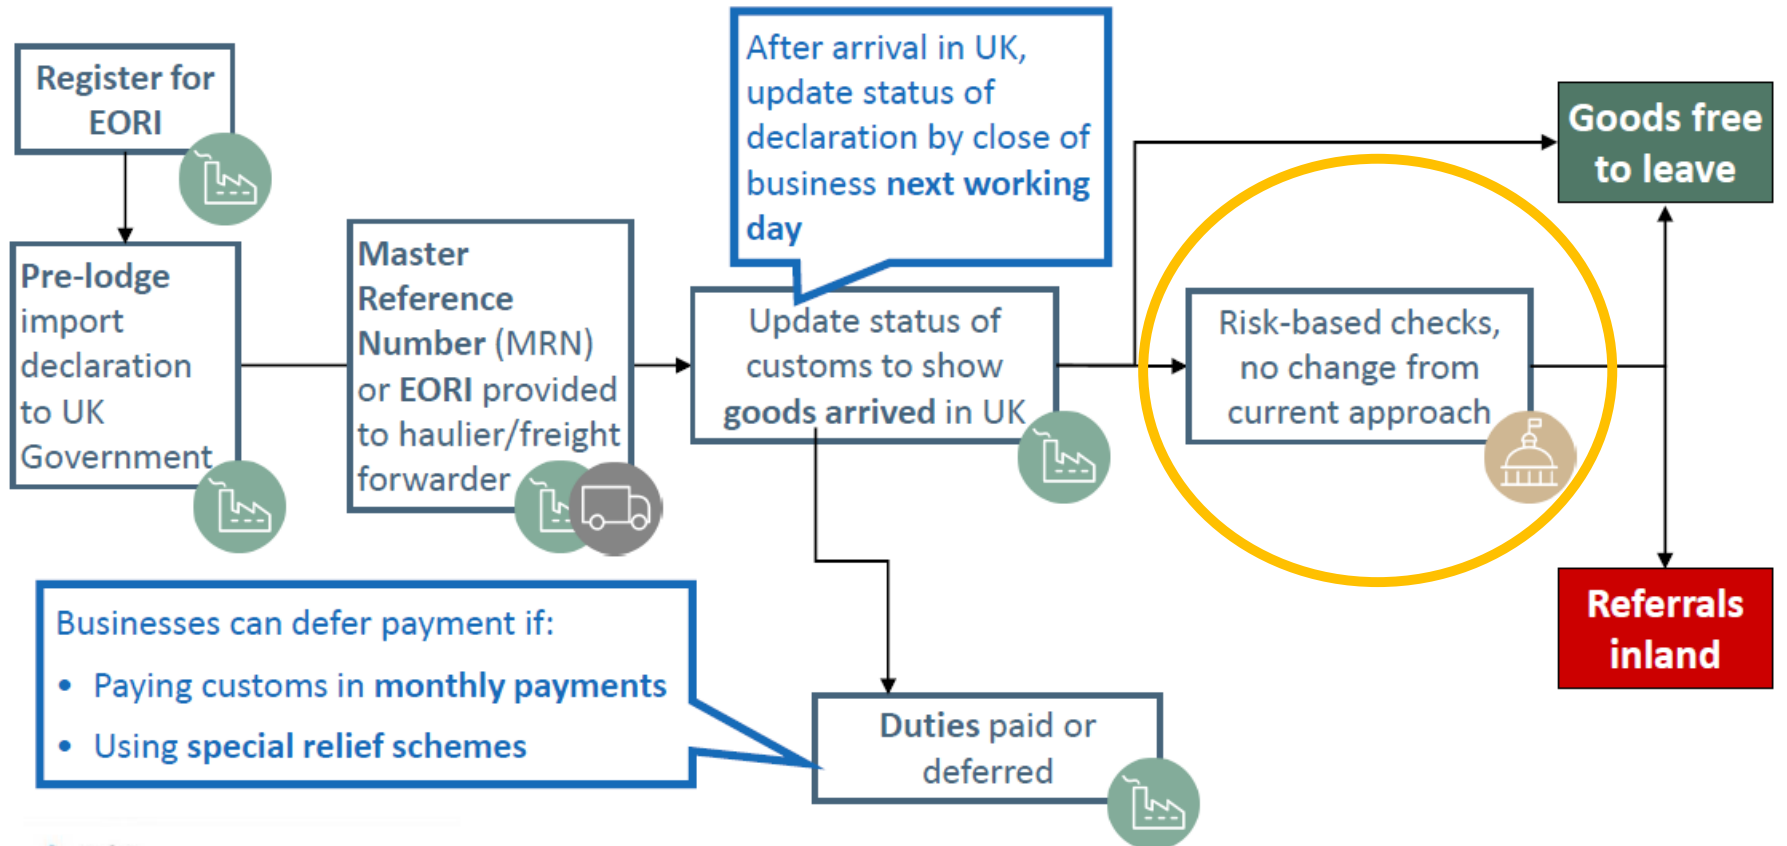 Register for
EORI
Pre-lodge
import
declaration
to UK
Government
Master
Reference
Number (MRN)
or EORI provided
to haulier/freight
forwarder
After arrival in UK,
update status of
declaration by close of
business next working
day
Update status of
customs to show
goods arrived in UK
Risk-based checks,
no change from
current approach
Goods free
to leave
Referrals
inland
Businesses can defer payment if:
• Paying customs in monthly payments
• Using special relief schemes
Duties paid or
deferred